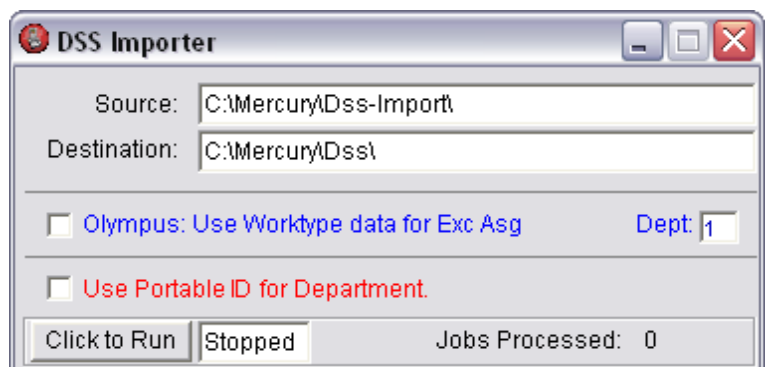 DSS Importer
Source: C:\Mercury\Dss-Import\
Destination: C:\Mercury\Dss\
Olympus: Use Worktype data for Exc Asg Dept: 1
Use Portable ID for Department.
Click to Run Stopped Jobs Processed: 0